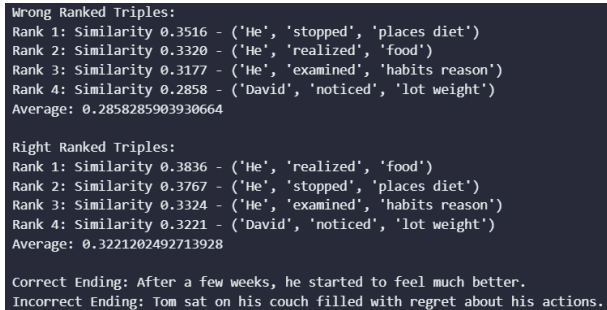 Wrong Ranked Triples:
Rank 1: Similarity 0.3516 - ('He', 'stopped', 'places diet')
Rank 2: Similarity 0.3320 - ('He', 'realized', 'food')
Rank 3: Similarity 0.3177 - ('He', 'examined', 'habits reason')
Rank 4: Similarity 0.2858 - ('David', 'noticed', 'lot weight')
Average: 0.2858285903930664
Right Ranked Triples:
Rank 1: Similarity 0.3836 - ('He', 'realized', 'food')
Rank 2: Similarity 0.3767 - ('He', 'stopped', 'places diet')
Rank 3: Similarity 0.3324 - ('He', 'examined', 'habits reason')
Rank 4: Similarity 0.3221 - ('David', 'noticed', 'lot weight')
Average: 0.3221202492713928
Correct Ending: After a few weeks, he started to feel much better.
Incorrect Ending: Tom sat on his couch filled with regret about his actions.